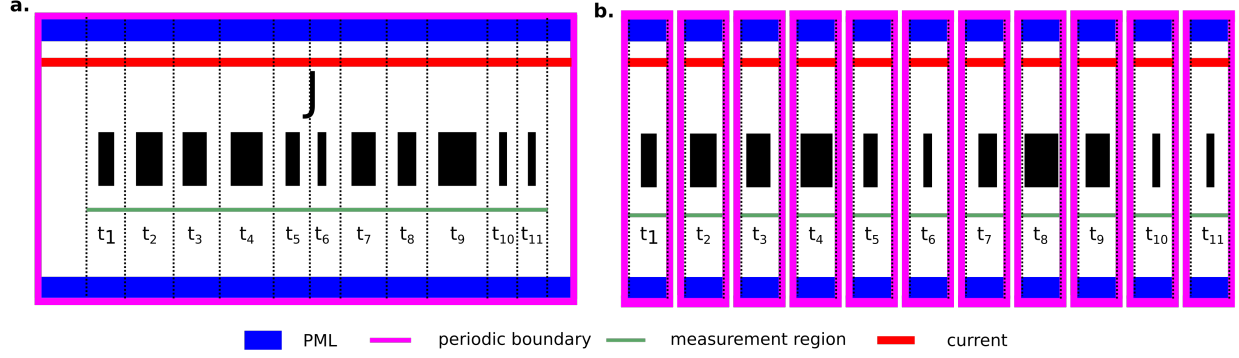 a.
b.
J
t1 t2 t3 t4 t5 t6 t7 t8 t9 t10 t11
t1 t2 t3 t4 t5 t6 t7 t8 t9 t10 t11
PML periodic boundary measurement region current